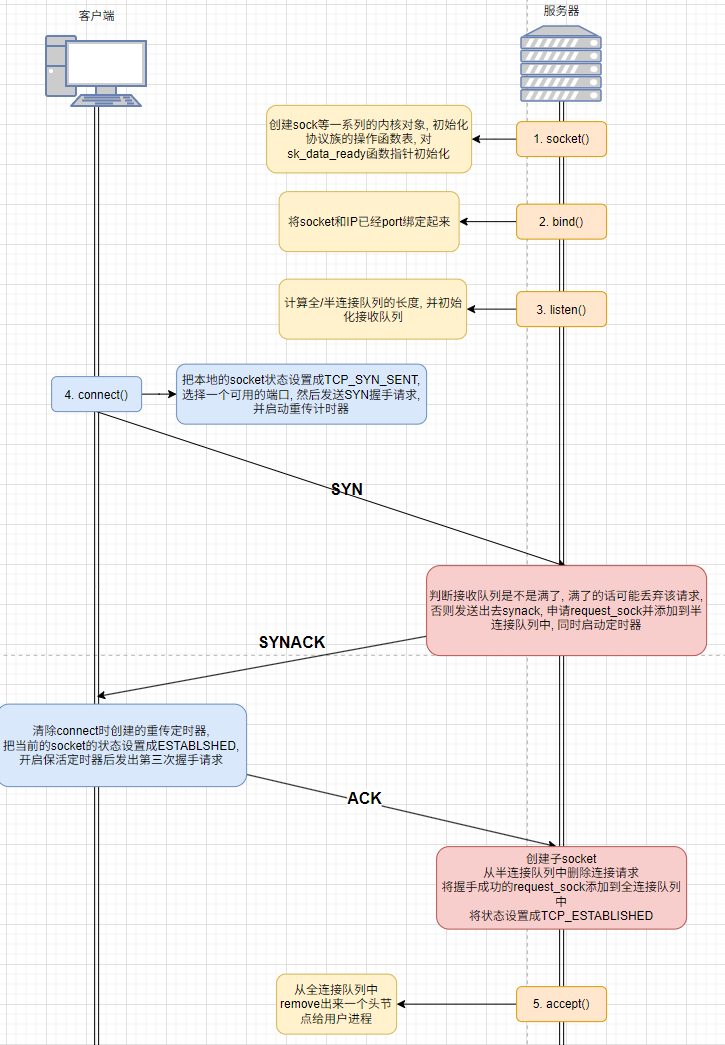 客户端
服务器
创建sock等一系列的内核对象, 初始化
协议族的操作函数表, 对
sk_data_ready函数指针初始化
1. socket()
将socket和IP已经port绑定起来
2. bind()
计算全/半连接队列的长度, 并初始
化接收队列
3. listen()
4. connect()
把本地的socket状态设置成TCP_SYN_SENT,
选择一个可用的端口, 然后发送SYN握手请求,
并启动重传计时器
SYN
判断接收队列是不是满了, 满了的话可能丢弃该请求,
否则发送出去synack, 申请request_sock并添加到半
连接队列中, 同时启动定时器
SYNACK
清除connect时创建的重传定时器,
把当前的socket的状态设置成ESTABLSHED,
开启保活定时器后发出第三次握手请求
ACK
创建子socket
从半连接队列中删除连接请求
将握手成功的request_sock添加到全连接队列
中
将状态设置成TCP_ESTABLISHED
从全连接队列中
remove出来一个头节
点给用户进程
5. accept()